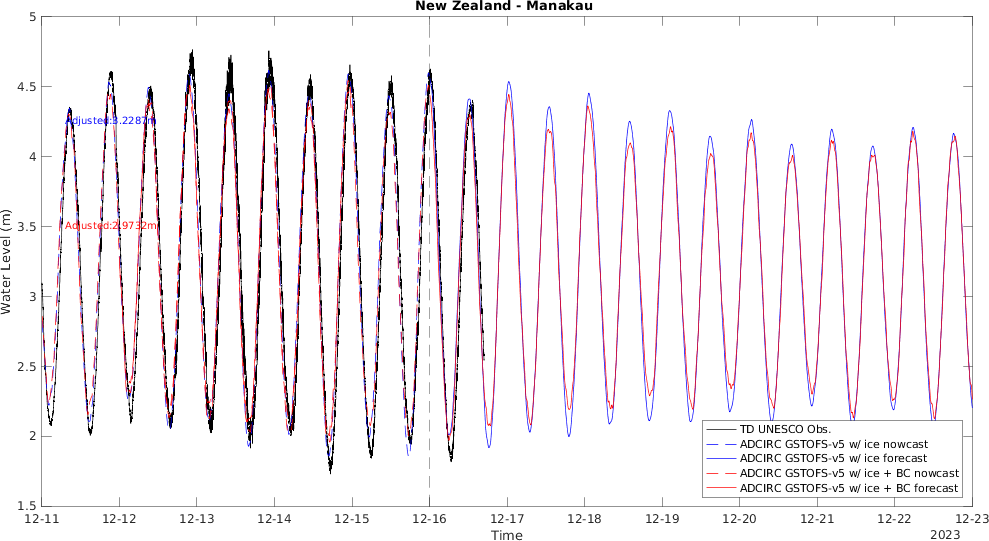 New Zealand - Manakau
5
4.5
4
3.5
3
2.5
2
1.5
Water Level (m)
Adjusted:3.2287m
Adjusted:2.9732m
TD UNESCO Obs.
ADCIRC GSTOFS-v5 w/ ice nowcast
ADCIRC GSTOFS-v5 w/ ice forecast
ADCIRC GSTOFS-v5 w/ ice + BC nowcast
ADCIRC GSTOFS-v5 w/ ice + BC forecast
12-11 12-12 12-13 12-14 12-15 12-16 12-17 12-18 12-19 12-20 12-21 12-22 12-23
Time
2023